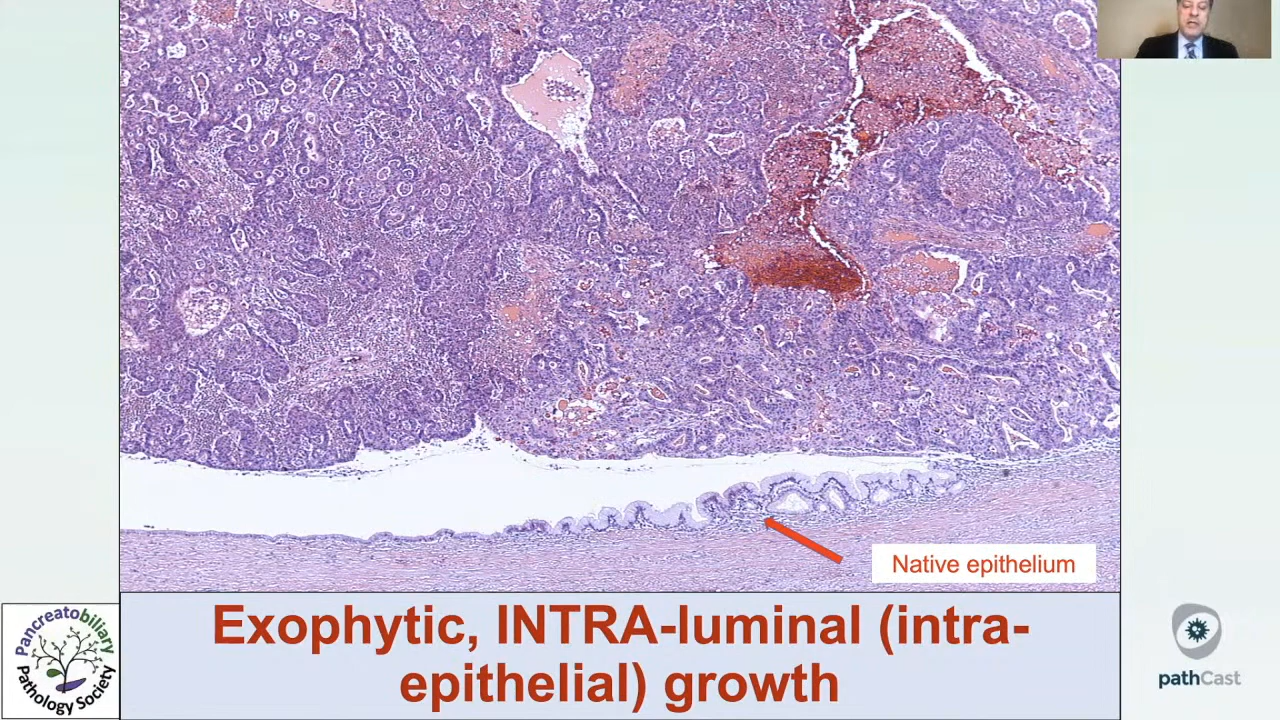 Native epithelium
Exophytic, INTRA-luminal (intra-
epithelial) growth
Pancreatobiliary
Pathology Society
pathCast